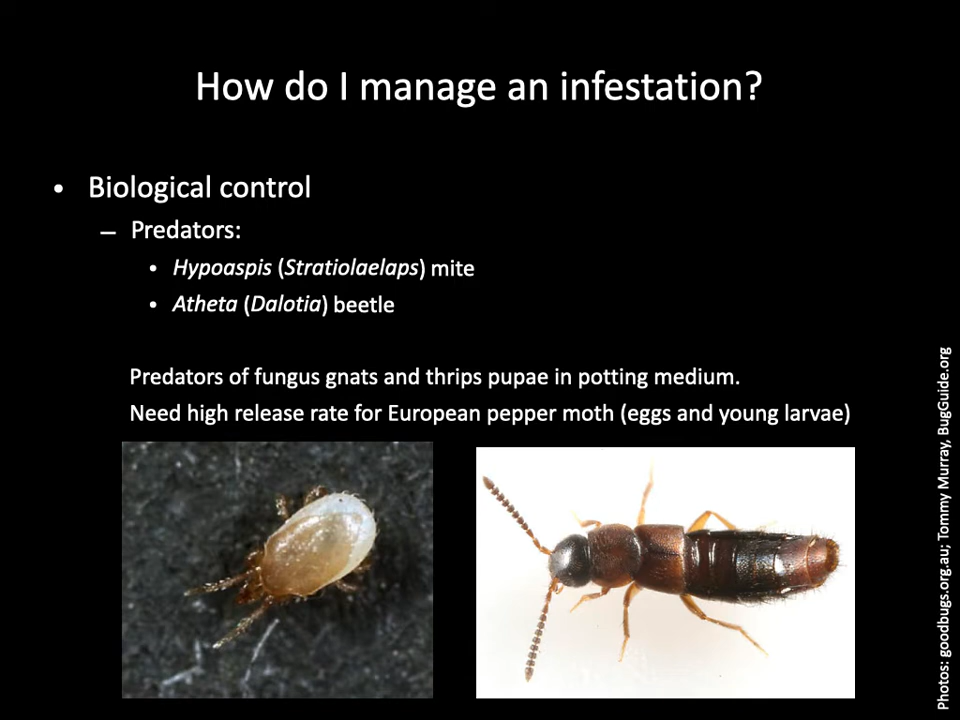 How do I manage an infestation?
• Biological control
– Predators:
• Hypoaspis (Stratiolaelaps) mite
• Atheta (Dalotia) beetle
Predators of fungus gnats and thrips pupae in potting medium.
Need high release rate for European pepper moth (eggs and young larvae)
Photos: goodbugs.org.au; Tommy Murray, BugGuide.org